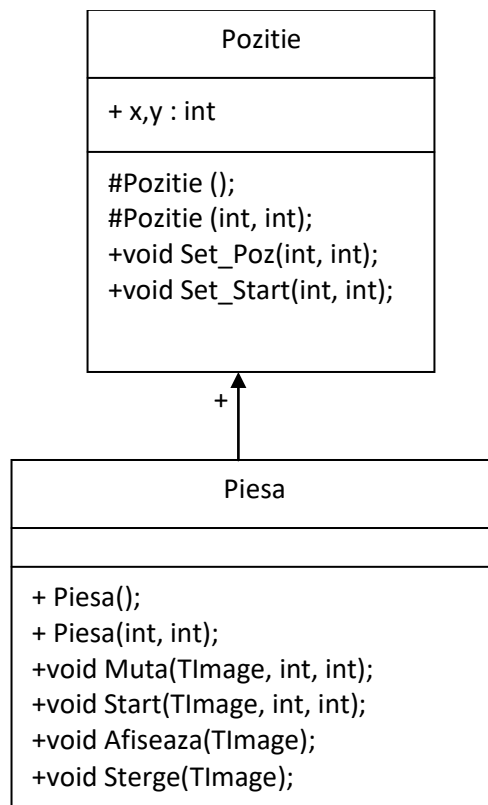 Pozitie
+ x,y : int
#Pozitie ();
#Pozitie (int, int);
+void Set_Poz(int, int);
+void Set_Start(int, int);
+
Piesa
+ Piesa();
+ Piesa(int, int);
+void Muta(TImage, int, int);
+void Start(TImage, int, int);
+void Afiseaza(TImage);
+void Sterge(TImage);